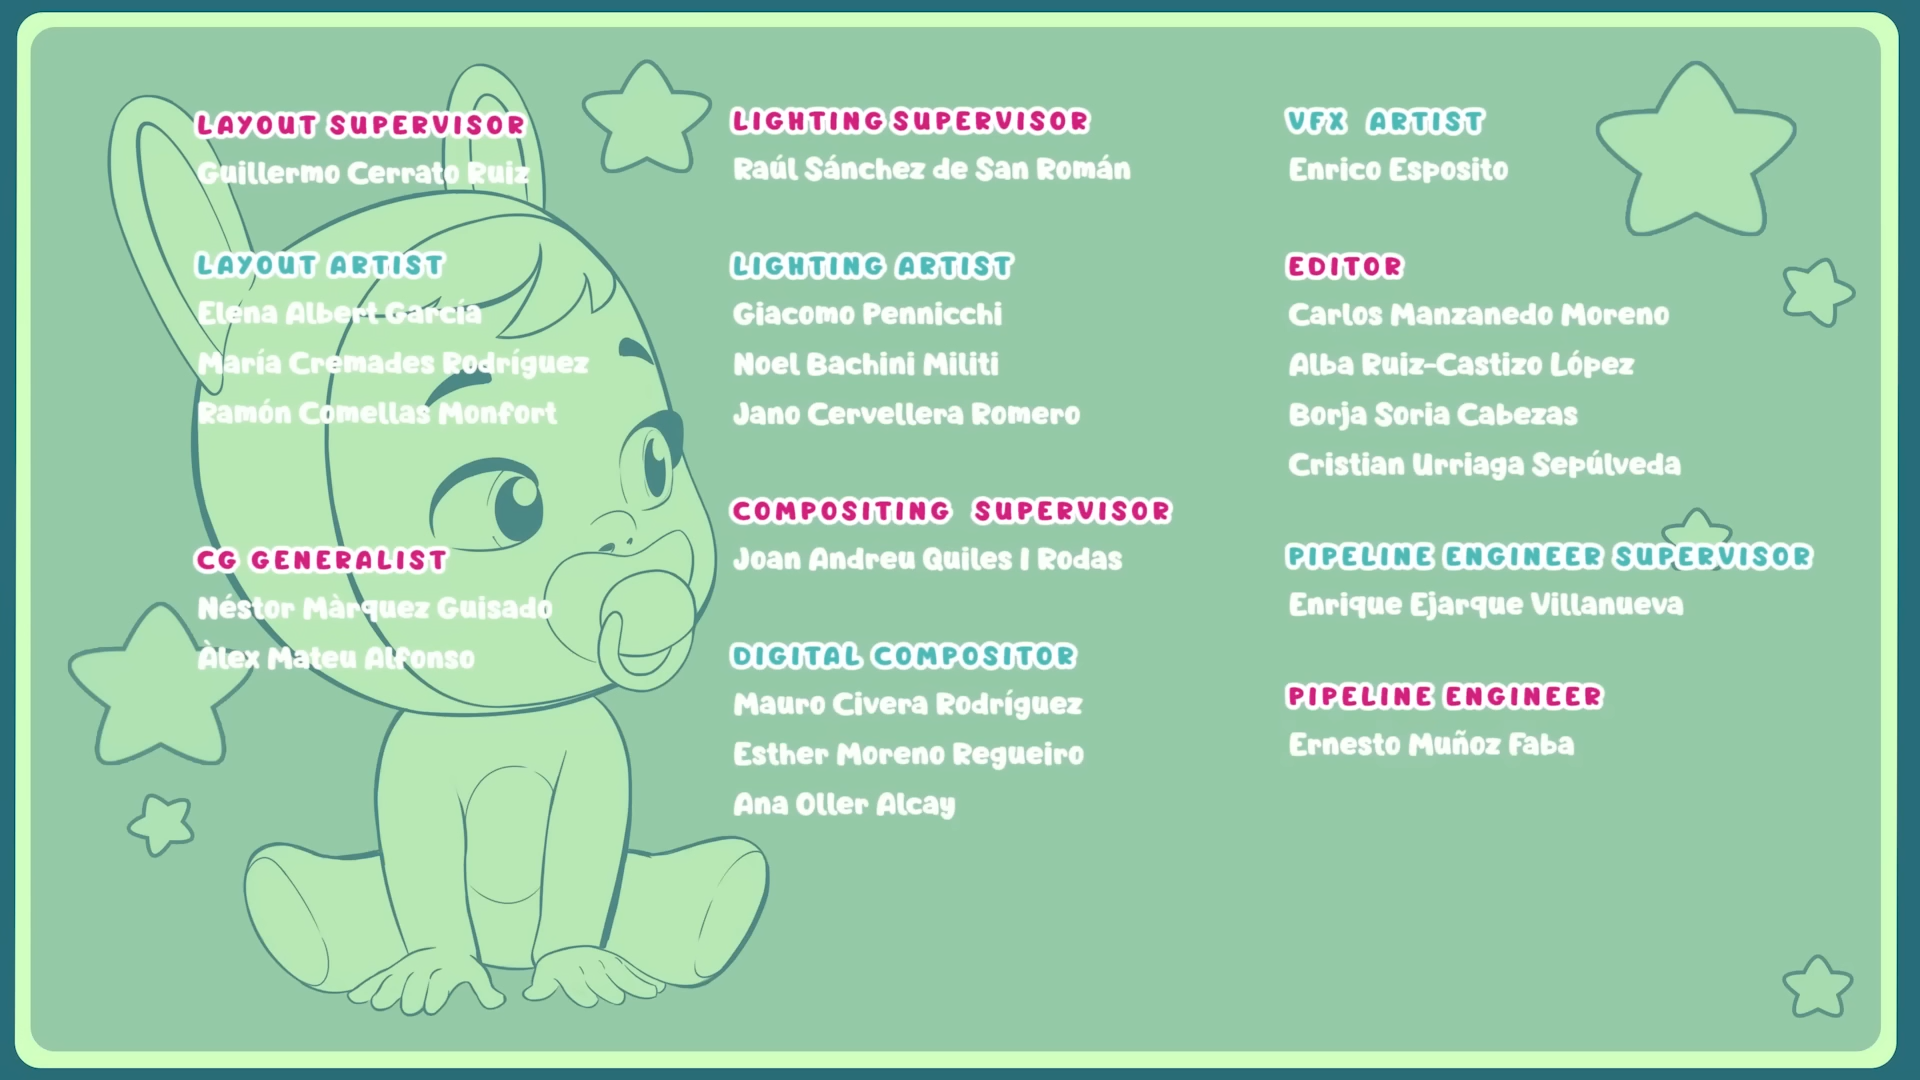 LAYOUT SUPERVISOR
Guillermo Cerrato Ruiz
LAYOUT ARTIST
Elena Albert García
María Cremades Rodríguez
Ramón Comellas Monfort
CG GENERALIST
Néstor Màrquez Guisado
Àlex Mateu Alfonso
LIGHTING SUPERVISOR
Raúl Sánchez de San Román
LIGHTING ARTIST
Giacomo Pennicchi
Noel Bachini Militi
Jano Cervellera Romero
COMPOSITING SUPERVISOR
Joan Andreu Quiles I Rodas
DIGITAL COMPOSITOR
Mauro Civera Rodríguez
Esther Moreno Regueiro
Ana Oller Alcay
VFX ARTIST
Enrico Esposito
EDITOR
Carlos Manzanedo Moreno
Alba Ruiz-Castizo López
Borja Soria Cabezas
Cristian Urriaga Sepúlveda
PIPELINE ENGINEER SUPERVISOR
Enrique Ejarque Villanueva
PIPELINE ENGINEER
Ernesto Muñoz Faba